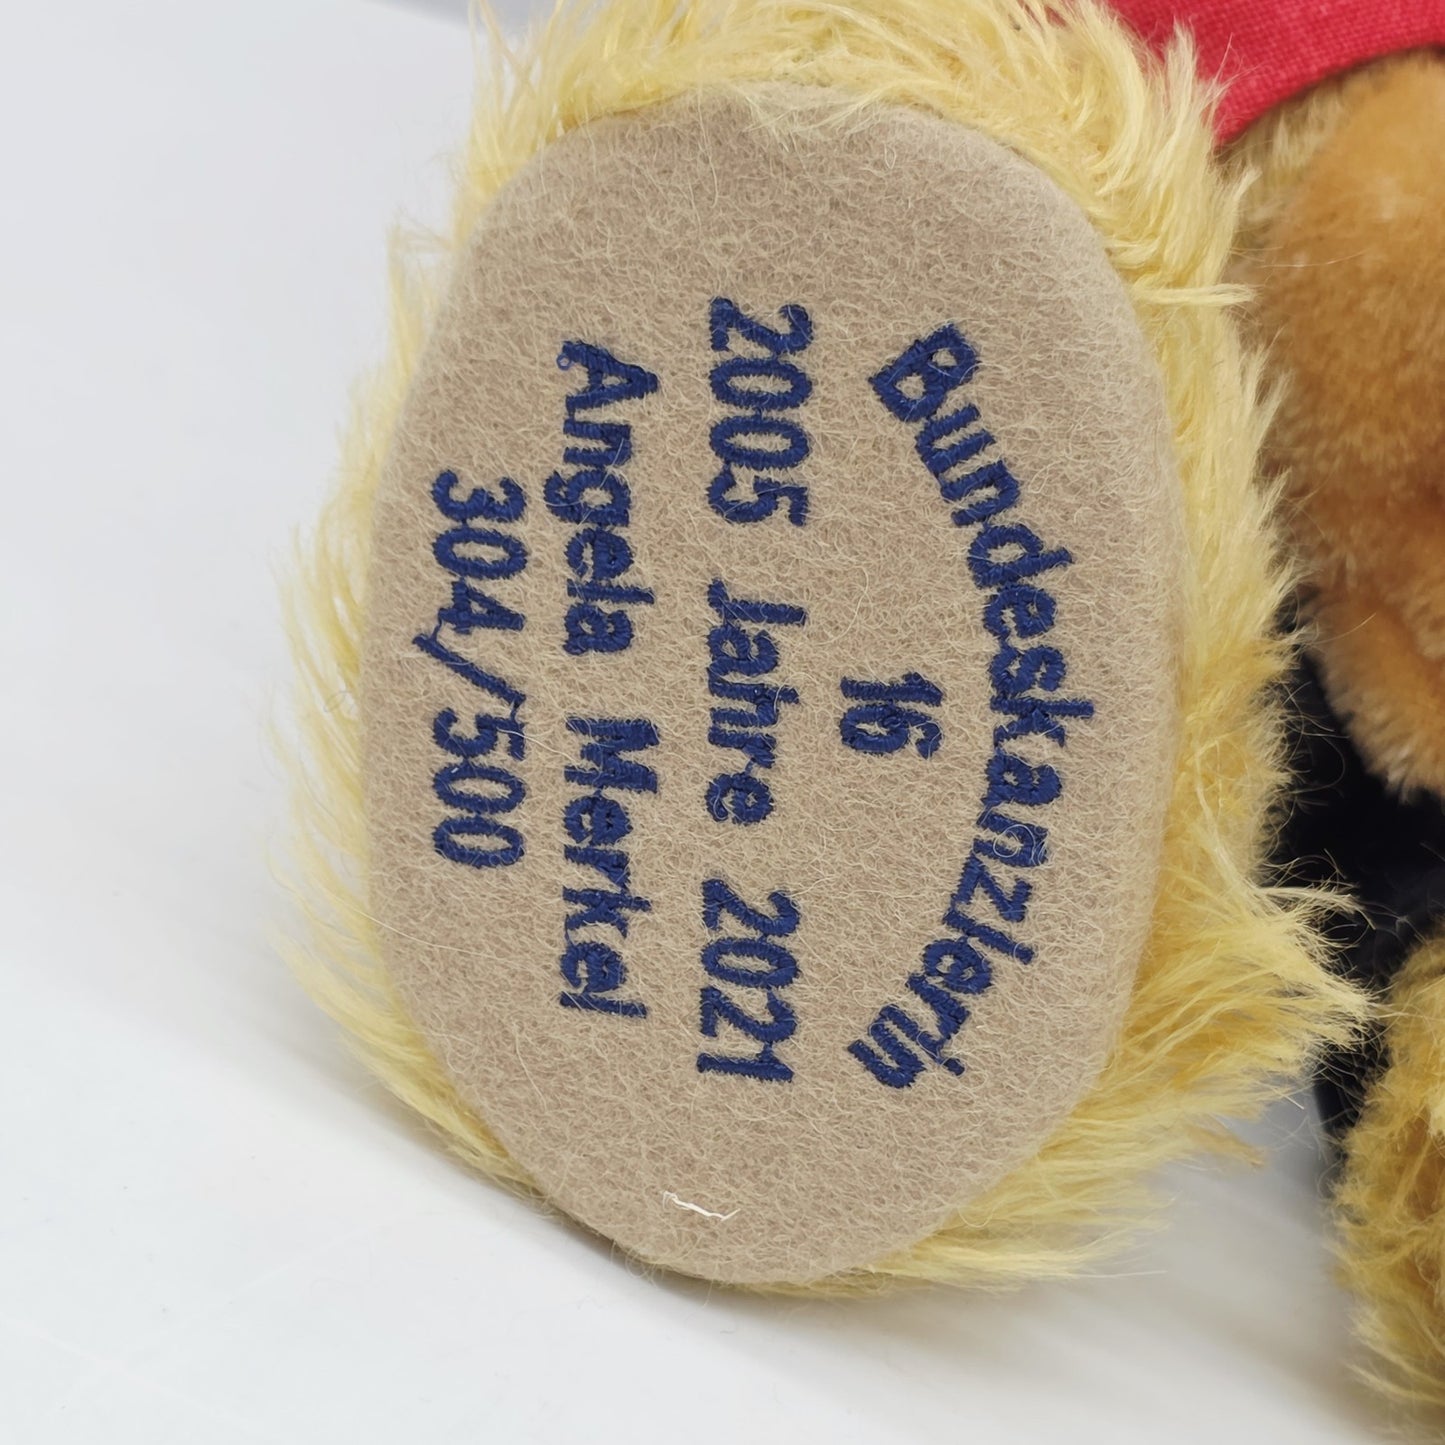 Bundeskanzlerin
16
2005 Jahre 2021
Angela Merkel
304/500